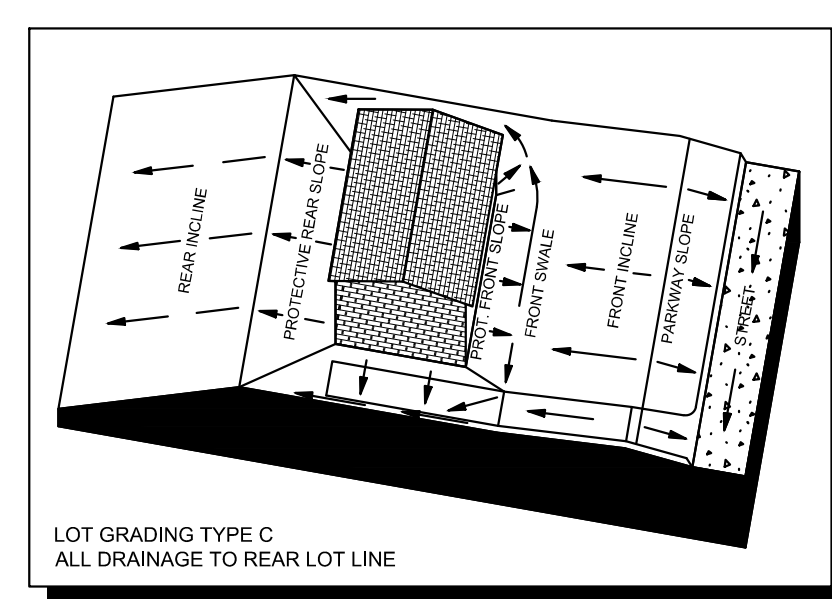 REAR INCLINE
PROTECTIVE REAR SLOPE
PROT. FRONT SLOPE
FRONT SWALE
FRONT INCLINE
PARKWAY SLOPE
STREET
LOT GRADING TYPE C
ALL DRAINAGE TO REAR LOT LINE